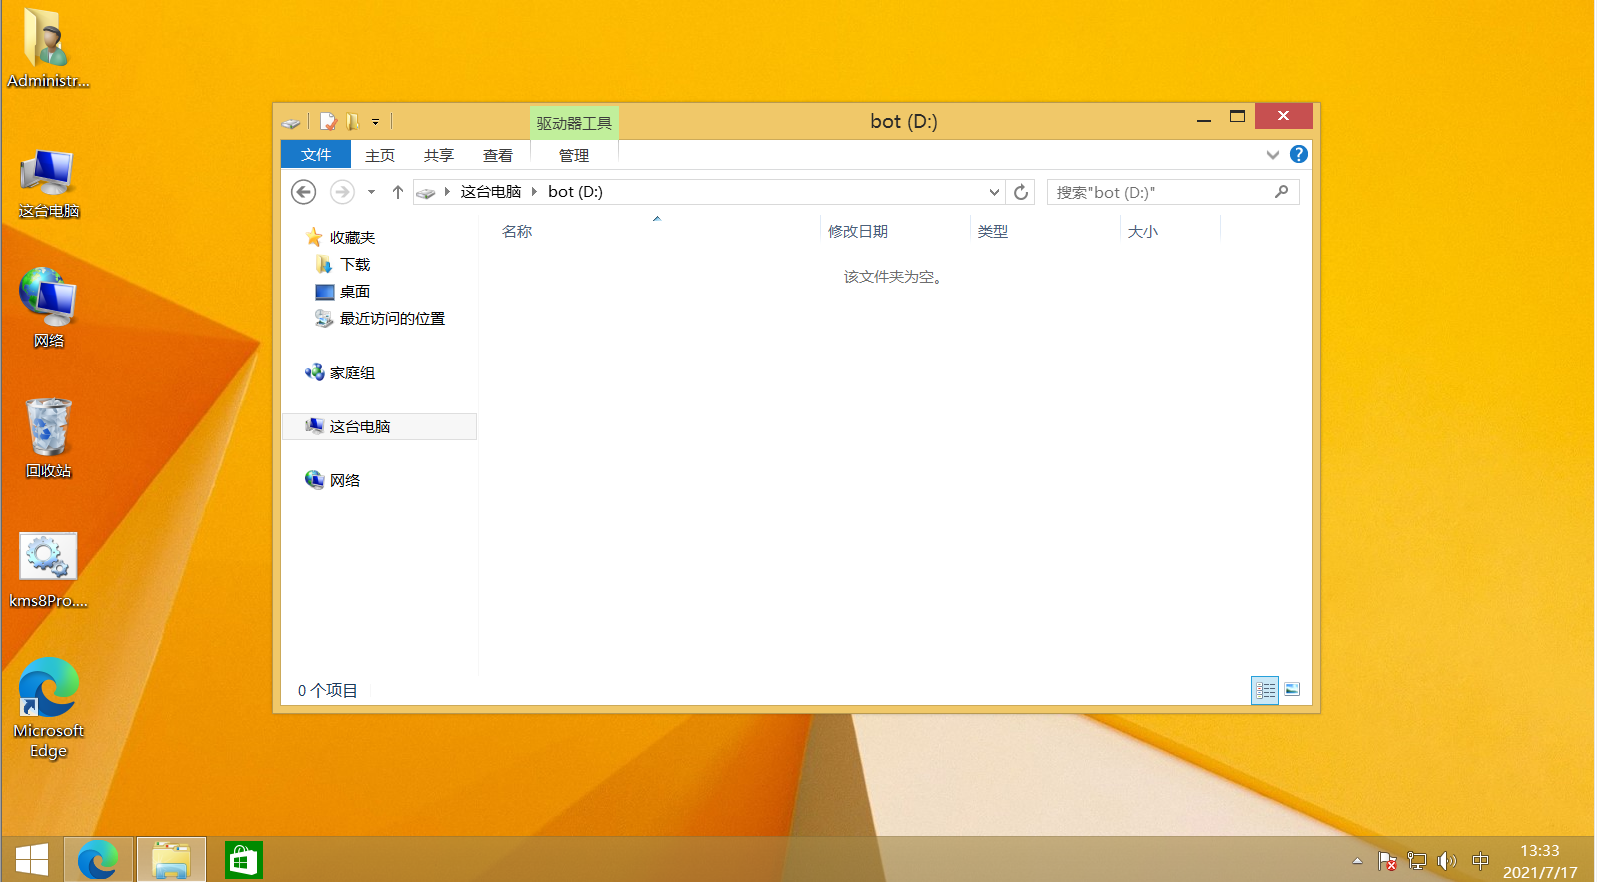 Administr...
这台电脑
网络
回收站
kms8Pro....
Microsoft
Edge
驱动器工具
bot (D:)
文件
主页
共享
查看
管理
这台电脑
bot (D:)
搜索"bot (D:)"
名称
修改日期
类型
大小
该文件夹为空。
收藏夹
下载
桌面
最近访问的位置
家庭组
这台电脑
网络
0 个项目
中
13:33
2021/7/17